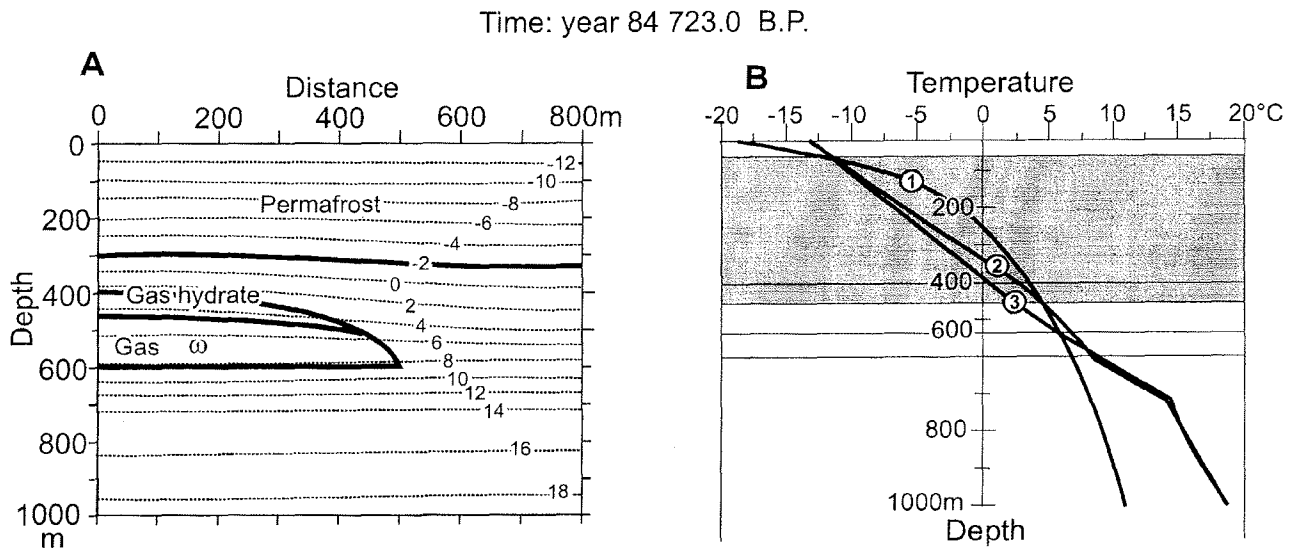 Time: year 84 723.0 B.P.
A
Distance
0 200 400 600 800m
0
200
400
600
800
1000
m
Depth
-12
-10
Permafrost
-8
-6
-4
-2
0
Gas hydrate
2
4
Gas ω
6
8
10
12
14
16
18
B
Temperature
-20 -15 -10 -5 0 5 10 15 20°C
1
200
2
400
3
600
800
1000m
Depth